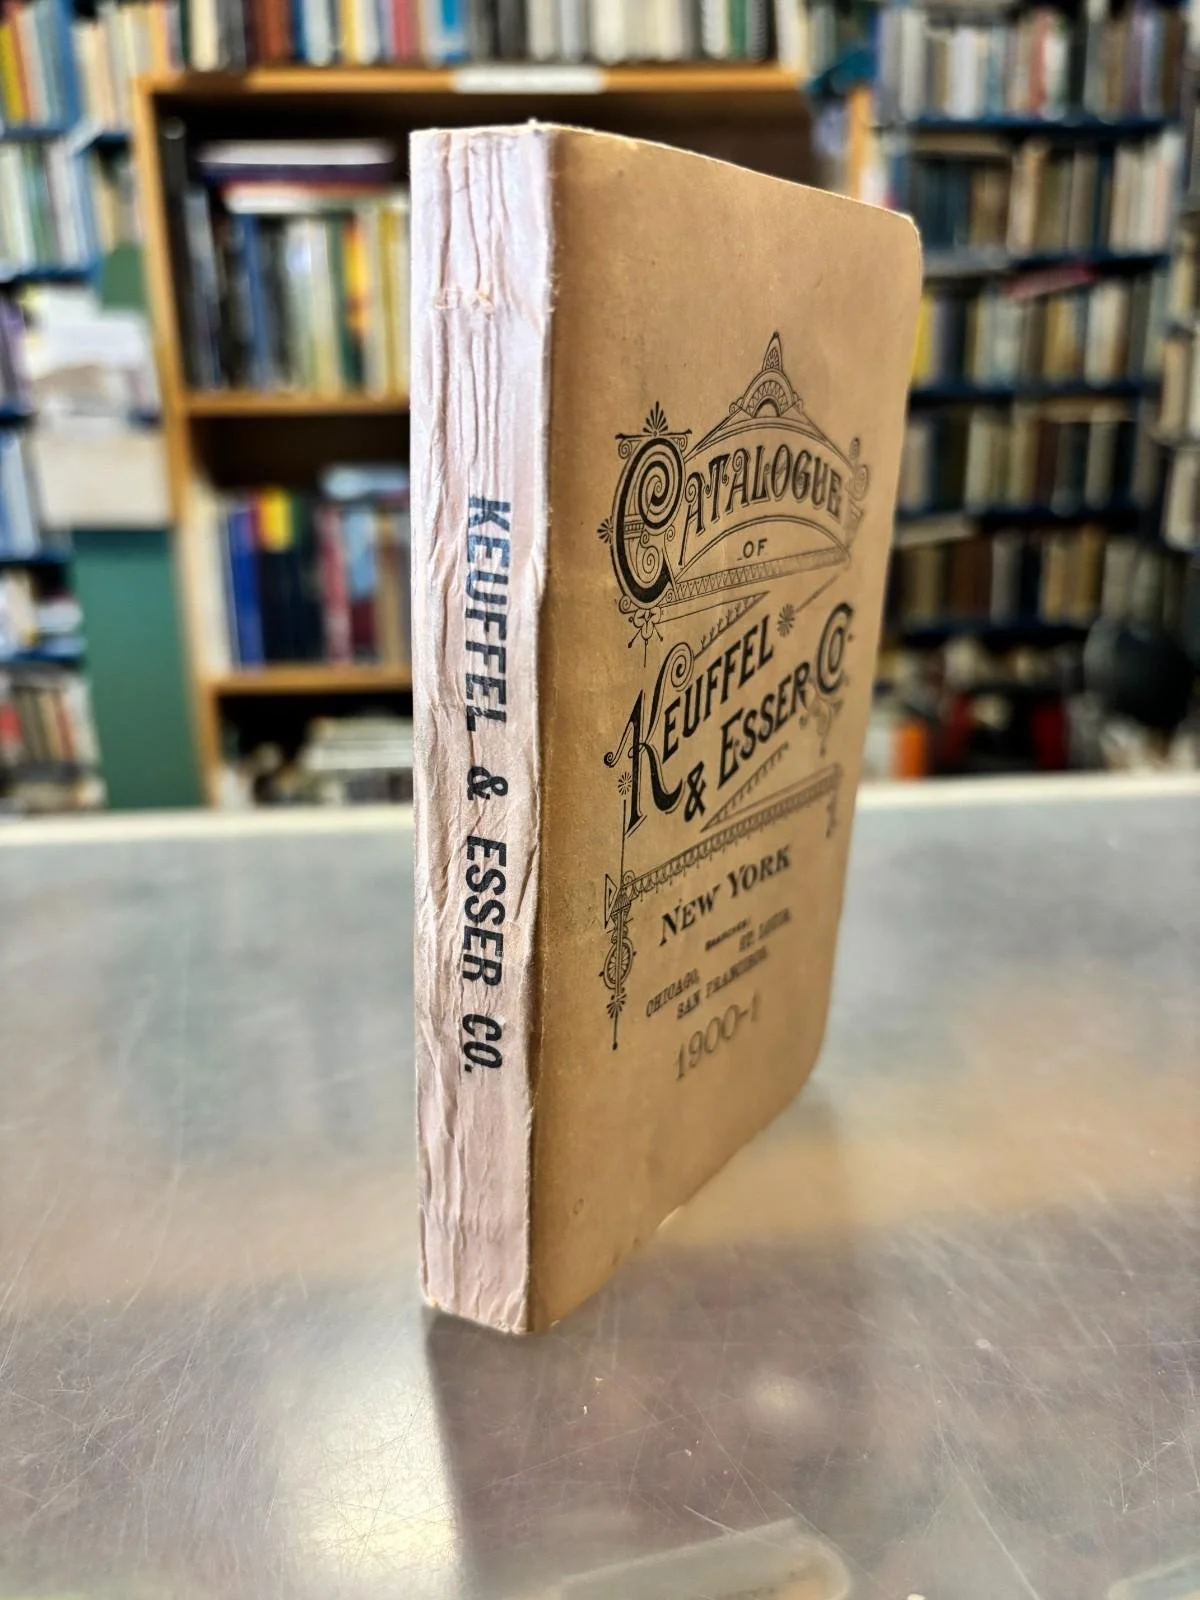 KEUFFEL & ESSER CO.
CATALOGUE
OF
KEUFFEL
& ESSER CO.
NEW YORK
BRANCHES:
CHICAGO, ST. LOUIS,
SAN FRANCISCO.
1900-1